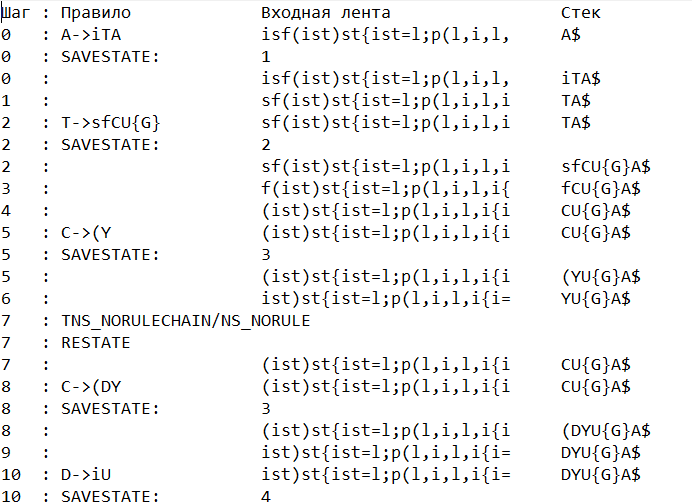 Шаг : Правило Входная лента Стек
0 : A->iTA isf(ist)st{ist=l;p(l,i,l, A$
0 : SAVESTATE: 1
0 : isf(ist)st{ist=l;p(l,i,l, iTA$
1 : sf(ist)st{ist=l;p(l,i,l,i TA$
2 : T->sfCU{G} sf(ist)st{ist=l;p(l,i,l,i TA$
2 : SAVESTATE: 2
2 : sf(ist)st{ist=l;p(l,i,l,i sfCU{G}A$
3 : f(ist)st{ist=l;p(l,i,l,i{ fCU{G}A$
4 : (ist)st{ist=l;p(l,i,l,i{i CU{G}A$
5 : C->(Y (ist)st{ist=l;p(l,i,l,i{i CU{G}A$
5 : SAVESTATE: 3
5 : (ist)st{ist=l;p(l,i,l,i{i (YU{G}A$
6 : ist)st{ist=l;p(l,i,l,i{i= YU{G}A$
7 : TNS_NORULECHAIN/NS_NORULE
7 : RESTATE
7 : (ist)st{ist=l;p(l,i,l,i{i CU{G}A$
8 : C->(DY (ist)st{ist=l;p(l,i,l,i{i CU{G}A$
8 : SAVESTATE: 3
8 : (ist)st{ist=l;p(l,i,l,i{i (DYU{G}A$
9 : ist)st{ist=l;p(l,i,l,i{i= DYU{G}A$
10 : D->iU ist)st{ist=l;p(l,i,l,i{i= DYU{G}A$
10 : SAVESTATE: 4